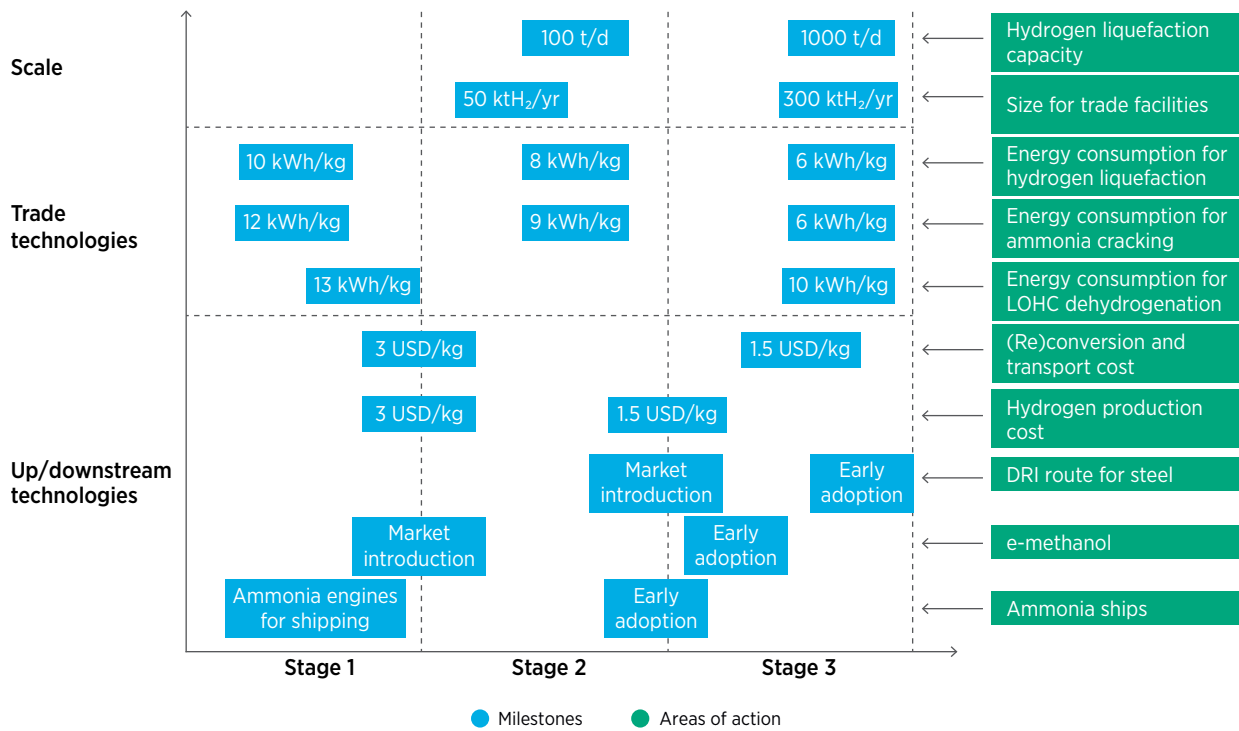 Scale
100 t/d
1000 t/d
Hydrogen liquefaction
capacity
50 ktH₂/yr
300 ktH₂/yr
Size for trade facilities
Trade
technologies
10 kWh/kg
8 kWh/kg
6 kWh/kg
Energy consumption for
hydrogen liquefaction
12 kWh/kg
9 kWh/kg
6 kWh/kg
Energy consumption for
ammonia cracking
13 kWh/kg
10 kWh/kg
Energy consumption for
LOHC dehydrogenation
Up/downstream
technologies
3 USD/kg
1.5 USD/kg
(Re)conversion and
transport cost
3 USD/kg
1.5 USD/kg
Hydrogen production
cost
Market
introduction
Early
adoption
DRI route for steel
Market
introduction
Early
adoption
e-methanol
Ammonia engines
for shipping
Early
adoption
Ammonia ships
Stage 1
Stage 2
Stage 3
Milestones
Areas of action